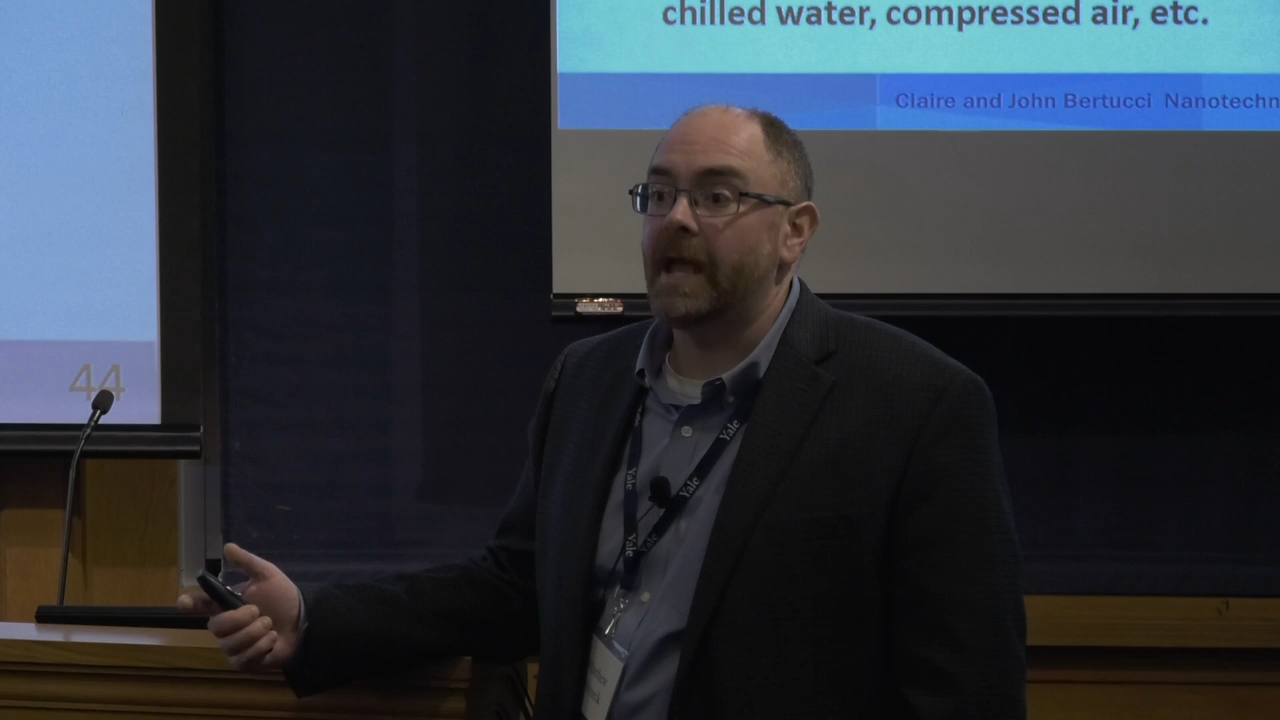 chilled water, compressed air, etc.
Claire and John Bertucci Nanotechn
44
Yale
Yale
Yale
Yale